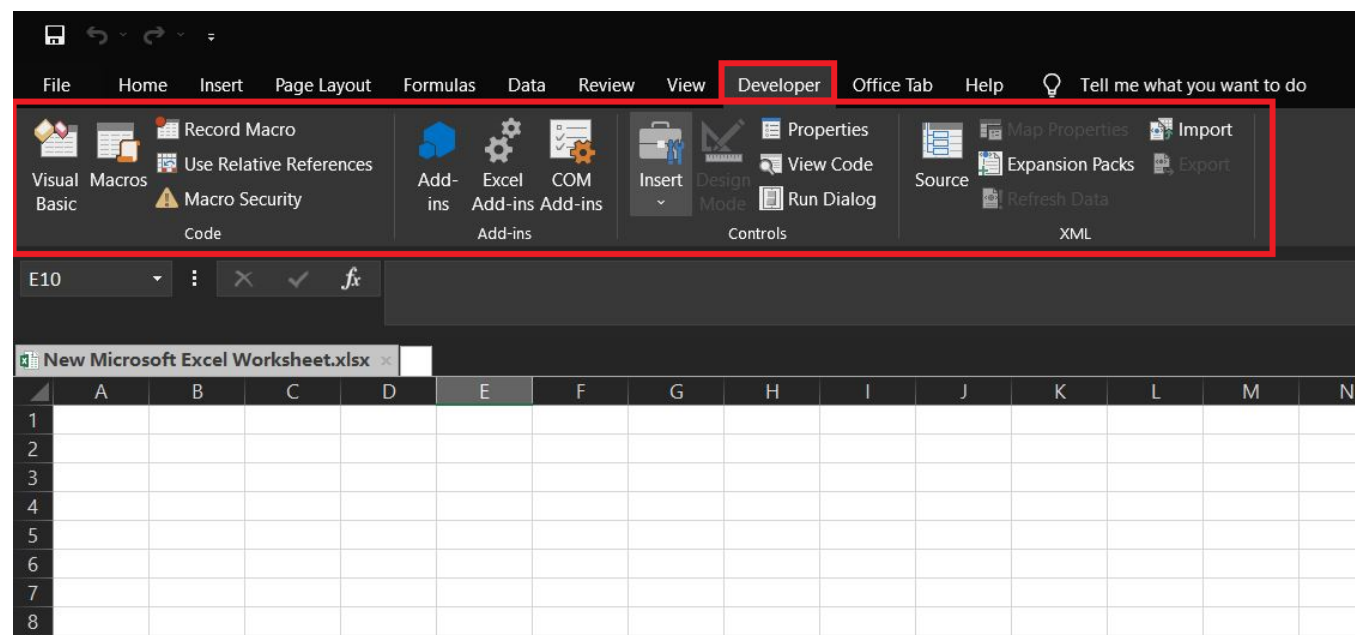 File Home Insert Page Layout Formulas Data Review View Developer Office Tab Help Tell me what you want to do
Visual Basic
Macros
Record Macro
Use Relative References
Macro Security
Code
Add-ins
Excel Add-ins
COM Add-ins
Add-ins
Insert
Design Mode
Properties
View Code
Run Dialog
Controls
Source
Map Properties
Expansion Packs
Refresh Data
Import
Export
XML
E10 fx
New Microsoft Excel Worksheet.xlsx
A B C D E F G H I J K L M N
1
2
3
4
5
6
7
8